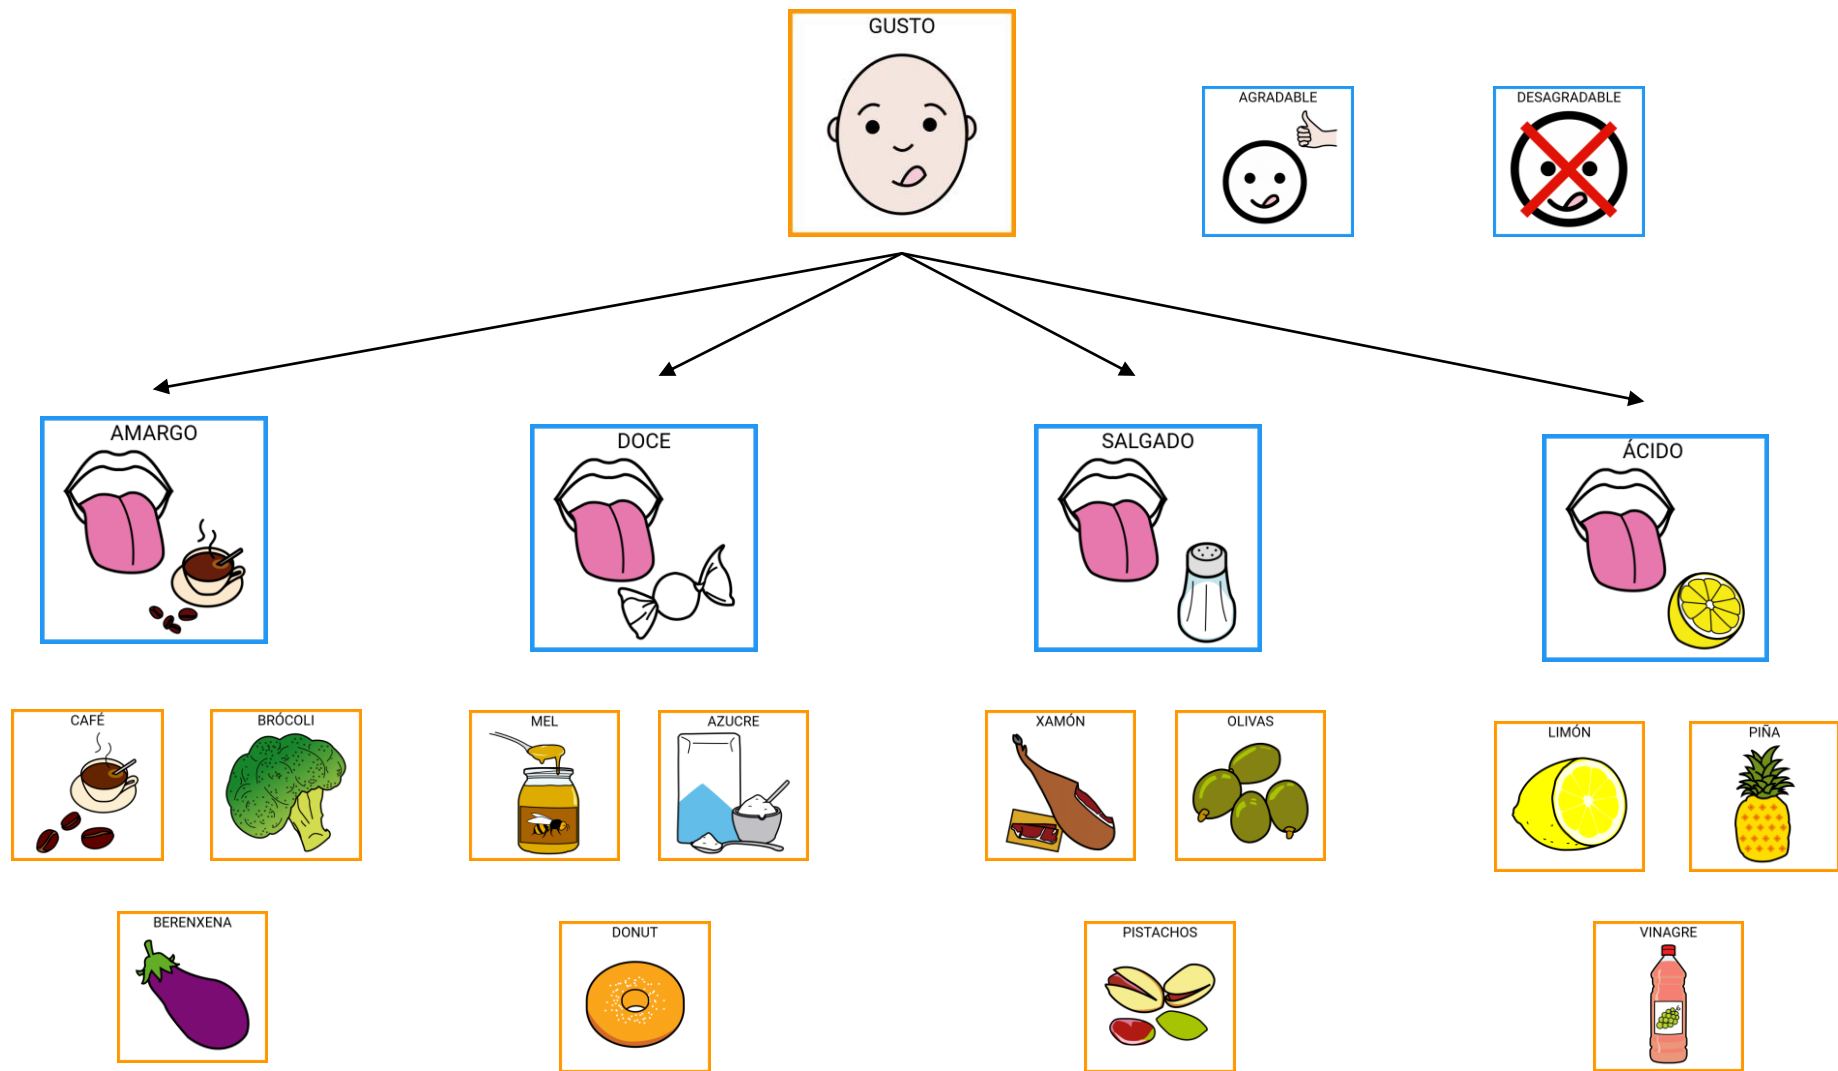 GUSTO
AGRADABLE
DESAGRADABLE
AMARGO
DOCE
SALGADO
ÁCIDO
CAFÉ
BRÓCOLI
MEL
AZUCRE
XAMÓN
OLIVAS
LIMÓN
PIÑA
BERENXENA
DONUT
PISTACHOS
VINAGRE